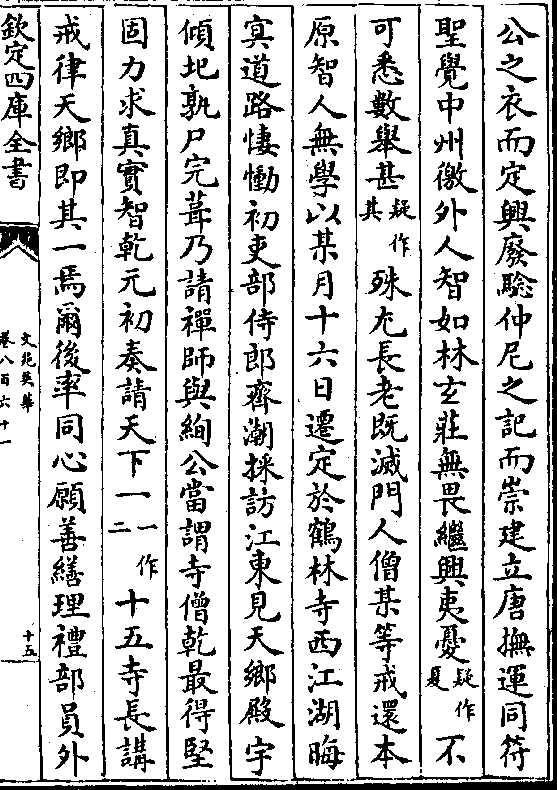 公之衣而定興廢驗仲尼之記而崇建立唐撫運同符
聖覺中州徼外人智如林玄莊無畏繼興夷憂疑作夏不
可悉數舉甚疑作其殊尤長老既滅門人僧某等戒還本
原智人無學以某月十六日遷定於鶴林寺西江湖晦
㝠道路悽慟初吏部侍郎齊澣採訪江東見天鄉殿宇
傾圮孰尸完葺乃請禪師與絢公當謂寺僧乾最得堅
固力求真實智乾元初奏請天下一一作二十五寺長講
戒律天鄉即其一焉爾後率同心願善繕理禮部員外
欽定四庫全書
文苑英華
卷八百六十一
十五